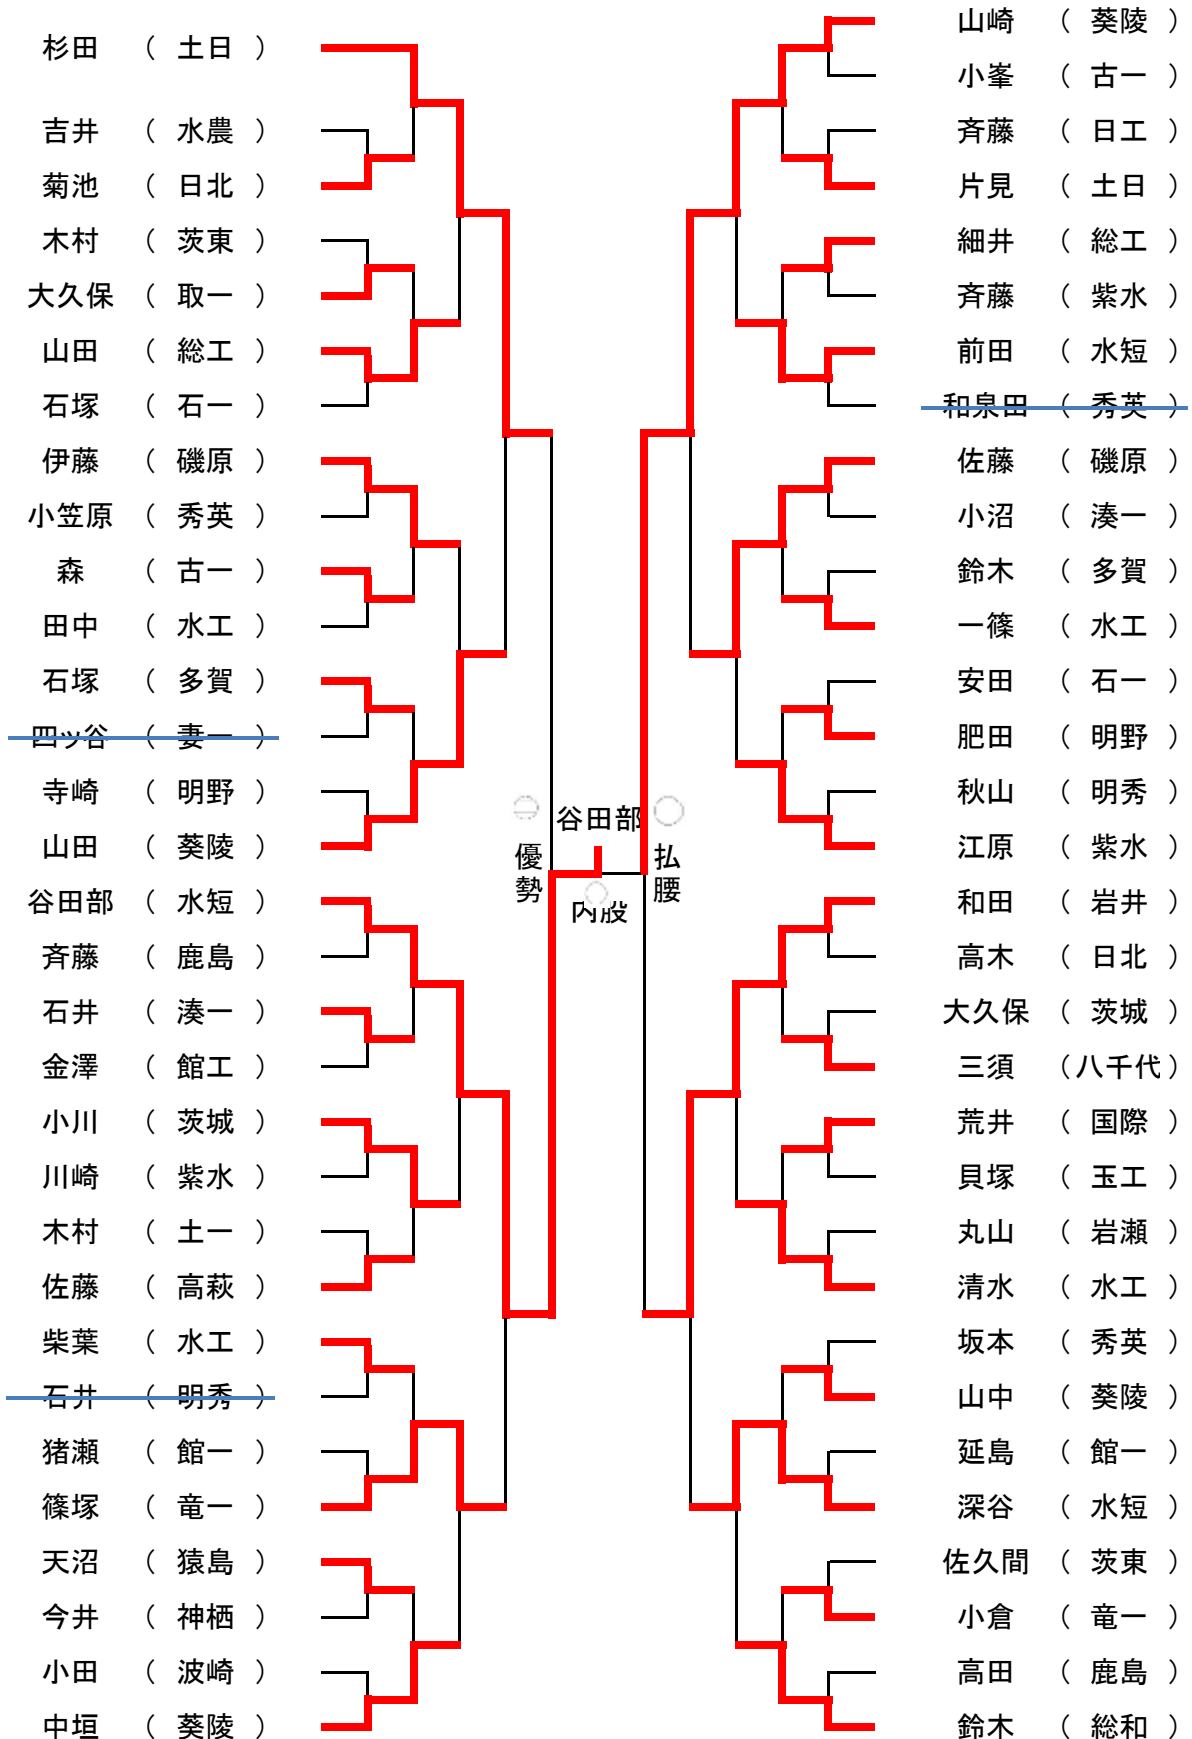 杉田 （ 土日 ）
吉井 （ 水農 ）
菊池 （ 日北 ）
木村 （ 茨東 ）
大久保 （ 取一 ）
山田 （ 総工 ）
石塚 （ 石一 ）
伊藤 （ 磯原 ）
小笠原 （ 秀英 ）
森 （ 古一 ）
田中 （ 水工 ）
石塚 （ 多賀 ）
四ッ谷 （ 妻一 ）
寺崎 （ 明野 ）
山田 （ 葵陵 ）
谷田部 （ 水短 ）
斉藤 （ 鹿島 ）
石井 （ 湊一 ）
金澤 （ 館工 ）
小川 （ 茨城 ）
川崎 （ 紫水 ）
木村 （ 土一 ）
佐藤 （ 高萩 ）
柴葉 （ 水工 ）
石井 （ 明秀 ）
猪瀬 （ 館一 ）
篠塚 （ 竜一 ）
天沼 （ 猿島 ）
今井 （ 神栖 ）
小田 （ 波崎 ）
中垣 （ 葵陵 ）
谷田部
優勢
払腰
内股
山崎 （ 葵陵 ）
小峯 （ 古一 ）
斉藤 （ 日工 ）
片見 （ 土日 ）
細井 （ 総工 ）
斉藤 （ 紫水 ）
前田 （ 水短 ）
和泉田 （ 秀英 ）
佐藤 （ 磯原 ）
小沼 （ 湊一 ）
鈴木 （ 多賀 ）
一篠 （ 水工 ）
安田 （ 石一 ）
肥田 （ 明野 ）
秋山 （ 明秀 ）
江原 （ 紫水 ）
和田 （ 岩井 ）
高木 （ 日北 ）
大久保 （ 茨城 ）
三須 （八千代）
荒井 （ 国際 ）
貝塚 （ 玉工 ）
丸山 （ 岩瀬 ）
清水 （ 水工 ）
坂本 （ 秀英 ）
山中 （ 葵陵 ）
延島 （ 館一 ）
深谷 （ 水短 ）
佐久間 （ 茨東 ）
小倉 （ 竜一 ）
高田 （ 鹿島 ）
鈴木 （ 総和 ）